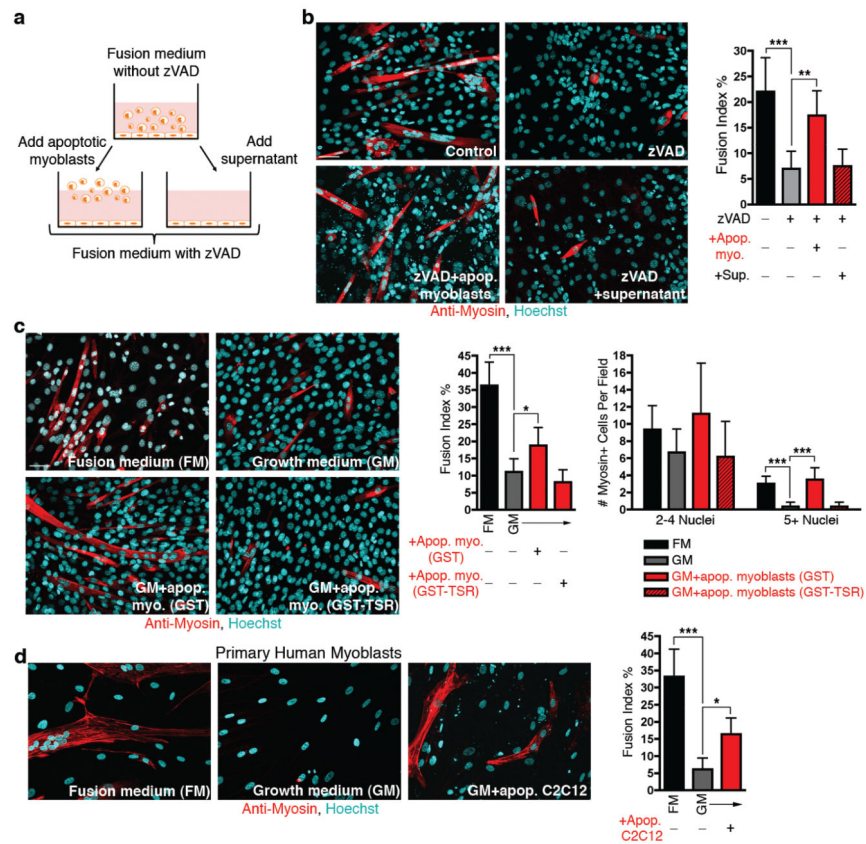 a
Fusion medium
without zVAD
Add apoptotic
myoblasts
Add
supernatant
Fusion medium with zVAD
b
Control
zVAD
zVAD+apop.
myoblasts
zVAD
+supernatant
Anti-Myosin, Hoechst
Fusion Index %
30
25
20
15
10
5
0
***
**
zVAD – + + +
+Apop.
myo. – – + –
+Sup. – – – +
c
Fusion medium (FM)
Growth medium (GM)
GM+apop.
myo. (GST)
GM+apop.
myo. (GST-TSR)
Anti-Myosin, Hoechst
Fusion Index %
45
40
35
30
25
20
15
10
5
0
***
*
FM
GM
+Apop. myo.
(GST) – – + –
+Apop. myo.
(GST-TSR) – – – +
# Myosin+ Cells Per Field
18
16
14
12
10
8
6
4
2
0
*** ***
2-4 Nuclei
5+ Nuclei
FM
GM
GM+apop. myoblasts (GST)
GM+apop. myoblasts (GST-TSR)
d
Primary Human Myoblasts
Fusion medium (FM)
Growth medium (GM)
GM+apop. C2C12
Anti-Myosin, Hoechst
Fusion Index %
45
40
35
30
25
20
15
10
5
0
***
*
FM
GM
+Apop.
C2C12 – – +